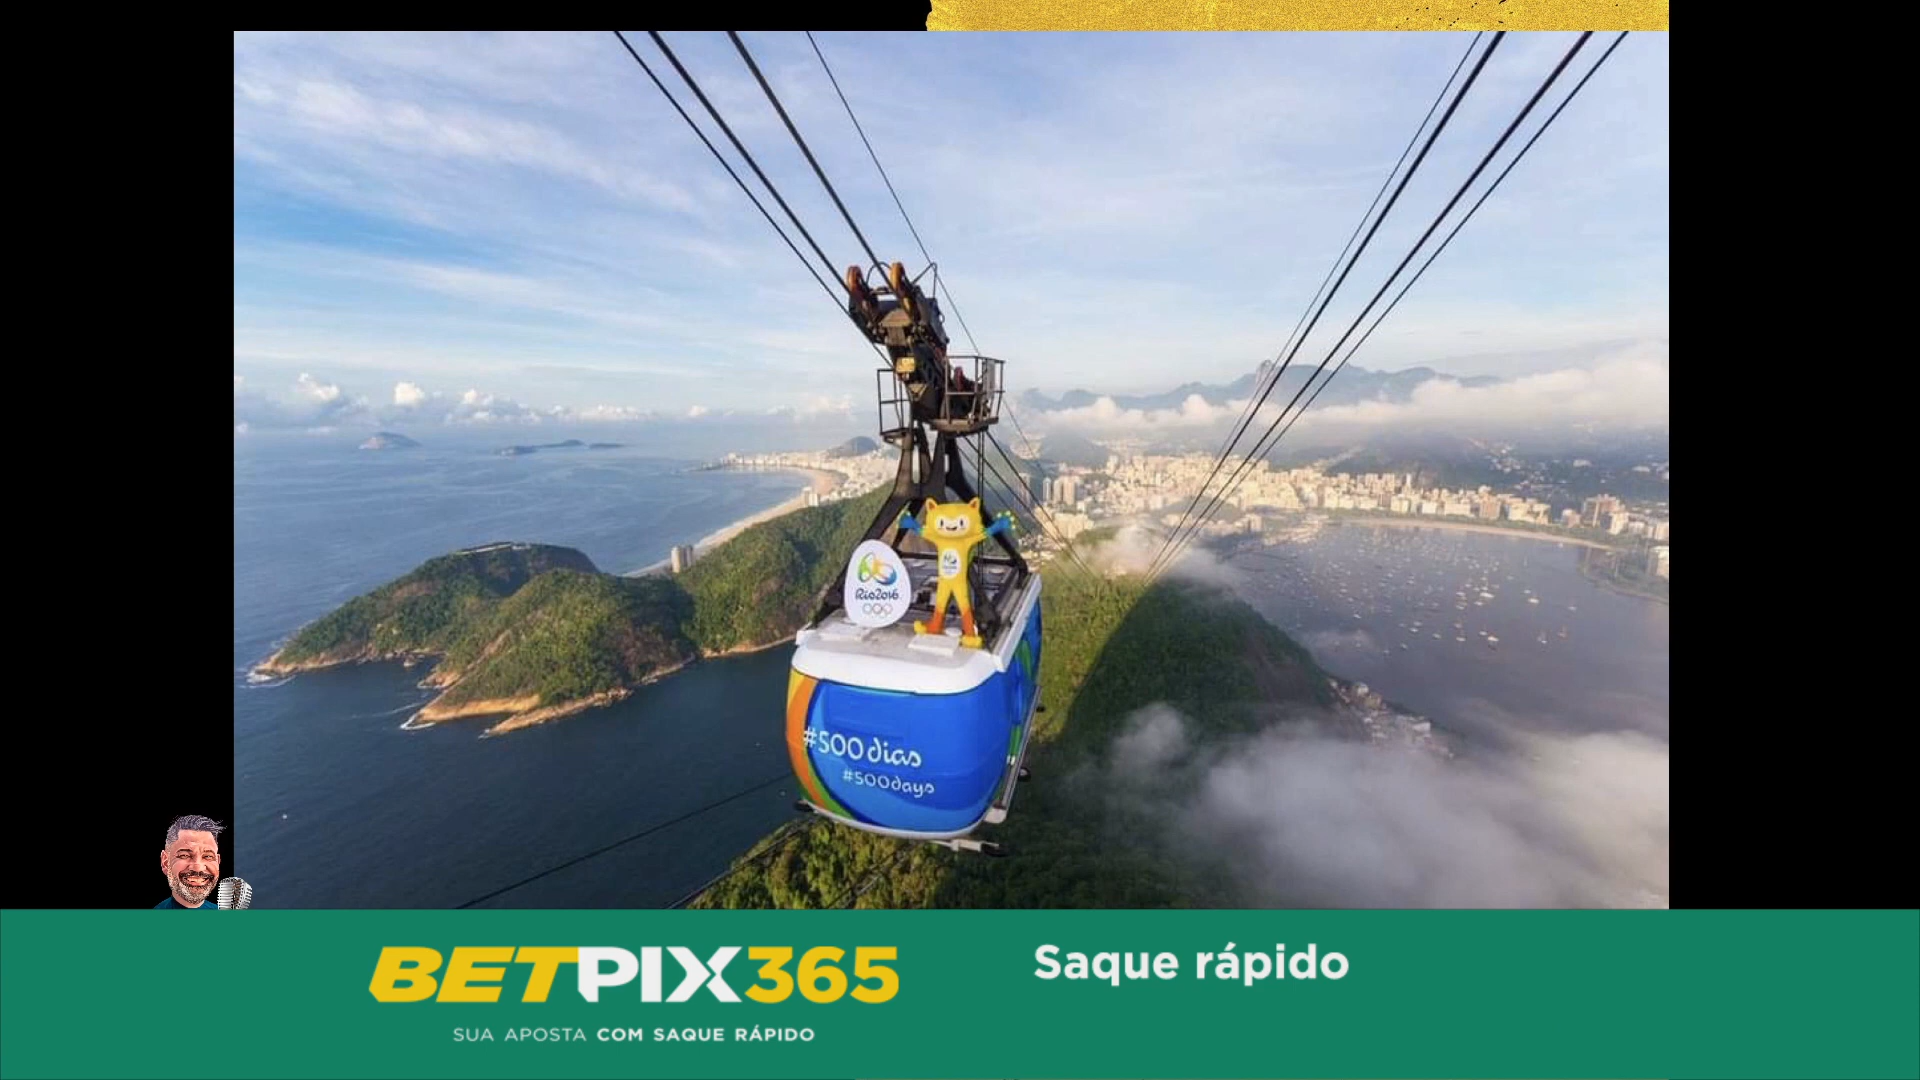 Rio2016
#500dias
#500days
BETPIX365
SUA APOSTA COM SAQUE RÁPIDO
Saque rápido